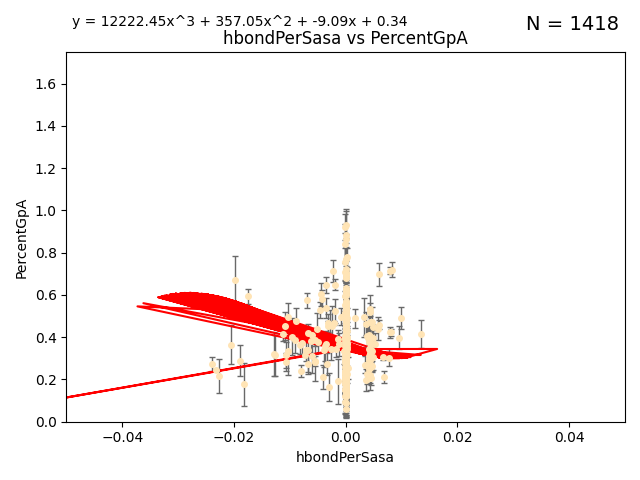 y = 12222.45x^3 + 357.05x^2 + -9.09x + 0.34
N = 1418
hbondPerSasa vs PercentGpA
1.6
1.4
1.2
1.0
0.8
0.6
0.4
0.2
0.0
PercentGpA
−0.04 −0.02 0.00 0.02 0.04
hbondPerSasa